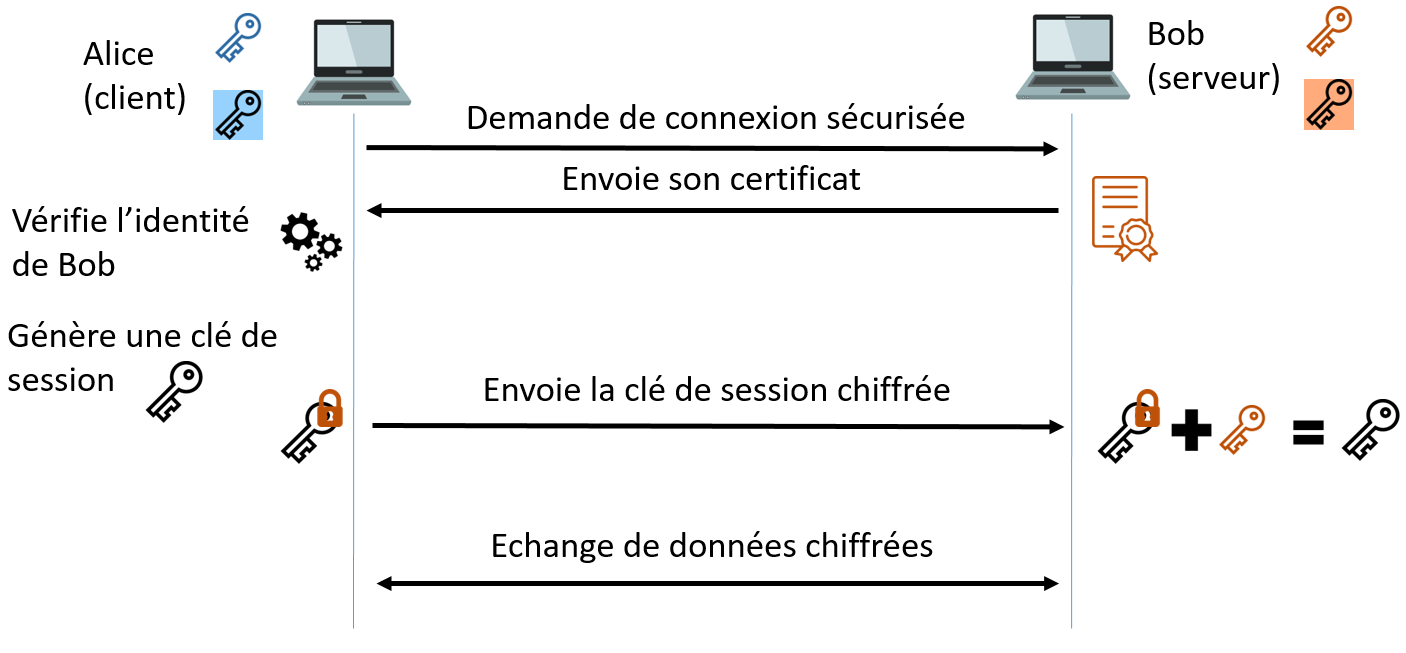 Alice
(client)
Bob
(serveur)
Demande de connexion sécurisée
Envoie son certificat
Vérifie l’identité
de Bob
Génère une clé de
session
Envoie la clé de session chiffrée
Echange de données chiffrées